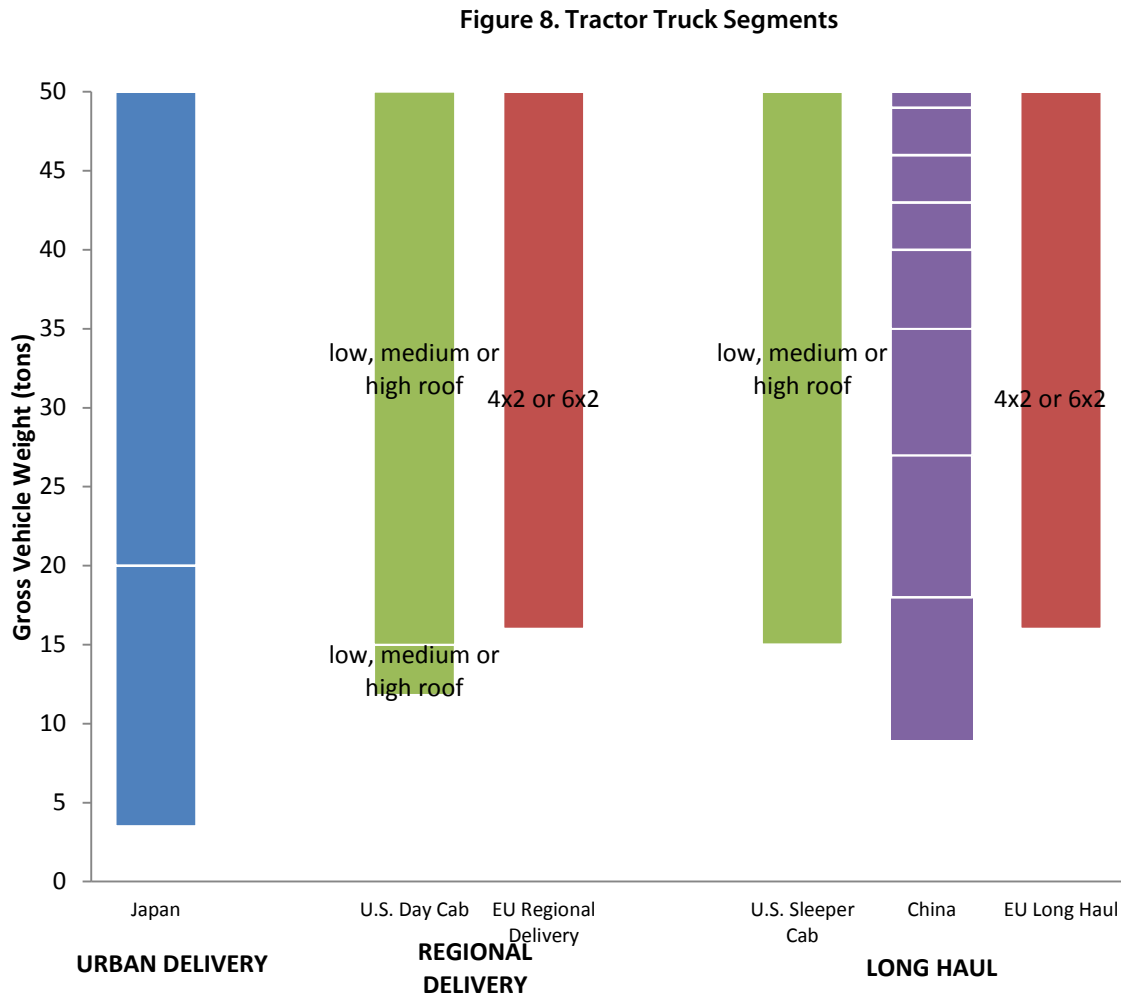 Figure 8. Tractor Truck Segments
50
45
40
35
30
25
20
15
10
5
0
Gross Vehicle Weight (tons)
low, medium or
high roof
low, medium or
high roof
4x2 or 6x2
low, medium or
high roof
4x2 or 6x2
Japan
U.S. Day Cab
EU Regional
Delivery
U.S. Sleeper
Cab
China
EU Long Haul
URBAN DELIVERY
REGIONAL
DELIVERY
LONG HAUL